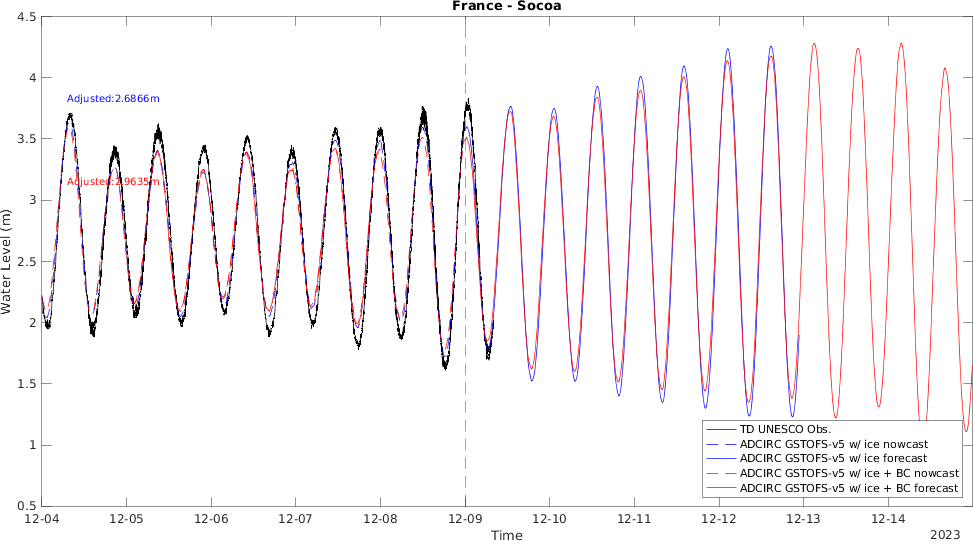 France - Socoa
4.5
4
3.5
3
2.5
2
1.5
1
0.5
Water Level (m)
Adjusted:2.6866m
Adjusted:2.9635m
TD UNESCO Obs.
ADCIRC GSTOFS-v5 w/ ice nowcast
ADCIRC GSTOFS-v5 w/ ice forecast
ADCIRC GSTOFS-v5 w/ ice + BC nowcast
ADCIRC GSTOFS-v5 w/ ice + BC forecast
12-04 12-05 12-06 12-07 12-08 12-09 12-10 12-11 12-12 12-13 12-14
Time
2023